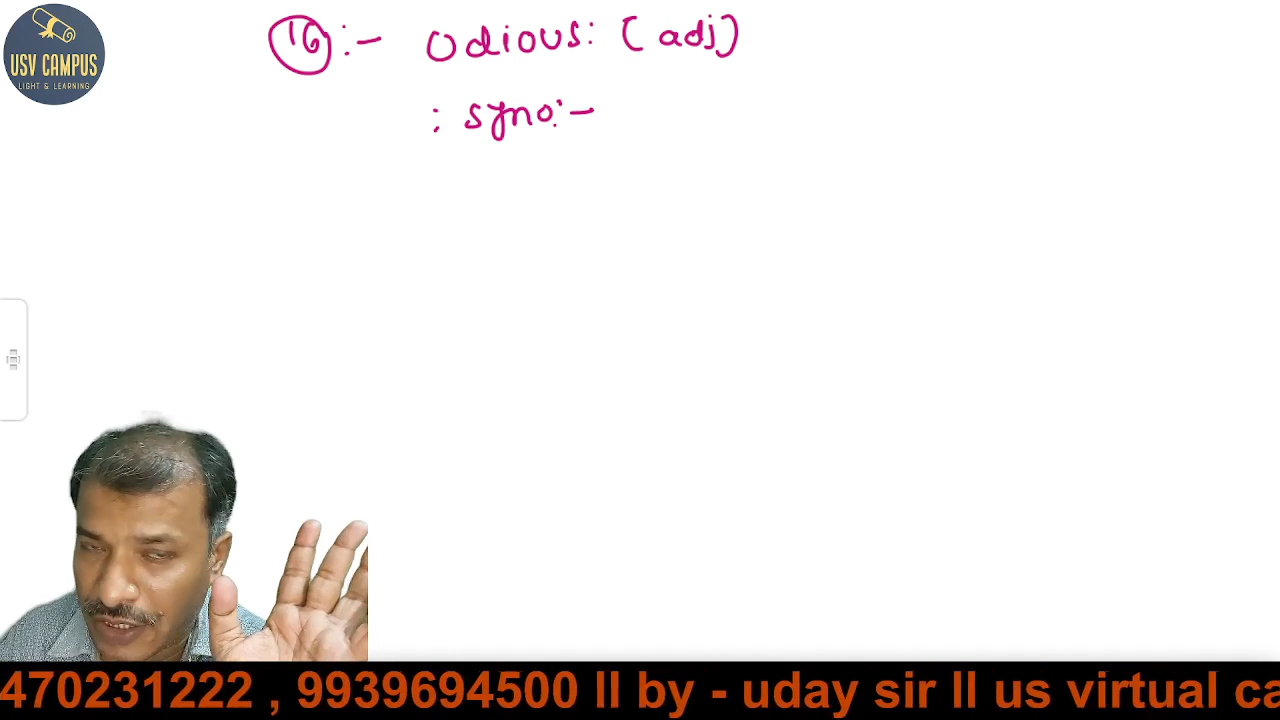 USV CAMPUS
LIGHT & LEARNING
16 :- Odious: (adj)
: syno:-
470231222 , 9939694500 ll by - uday sir ll us virtual ca